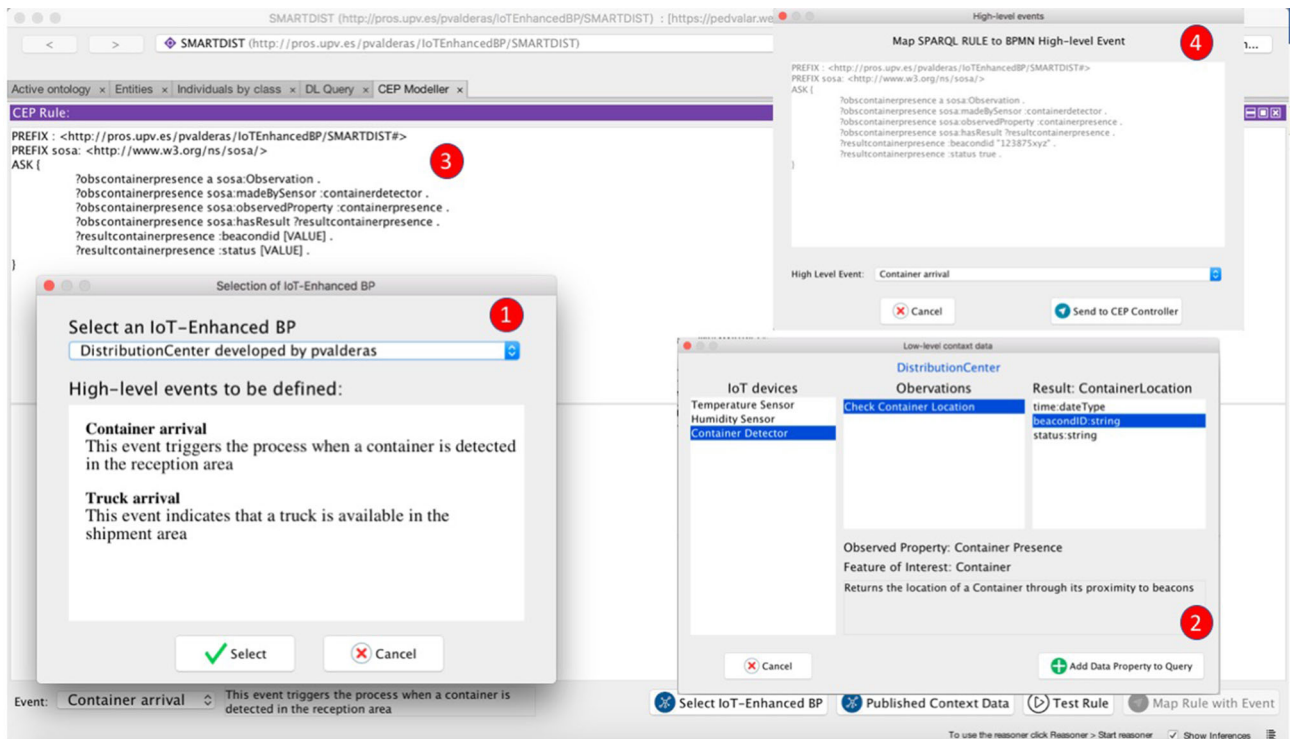 SMARTDIST (http://pros.upv.es/pvalderas/IoTEnhancedBP/SMARTDIST) : [https://pedvalar.we
< > SMARTDIST (http://pros.upv.es/pvalderas/IoTEnhancedBP/SMARTDIST)
Active ontology × Entities × Individuals by class × DL Query × CEP Modeller ×
CEP Rule:
PREFIX : <http://pros.upv.es/pvalderas/IoTEnhancedBP/SMARTDIST#>
PREFIX sosa: <http://www.w3.org/ns/sosa/>
ASK {
?obscontainerpresence a sosa:Observation .
?obscontainerpresence sosa:madeBySensor :containerdetector .
?obscontainerpresence sosa:observedProperty :containerpresence .
?obscontainerpresence sosa:hasResult ?resultcontainerpresence .
?resultcontainerpresence :beacondid [VALUE] .
?resultcontainerpresence :status [VALUE] .
}
3
Selection of IoT-Enhanced BP
1
Select an IoT-Enhanced BP
DistributionCenter developed by pvalderas
High-level events to be defined:
Container arrival
This event triggers the process when a container is detected
in the reception area
Truck arrival
This event indicates that a truck is available in the
shipment area
Select
Cancel
High-level events
Map SPARQL RULE to BPMN High-level Event
4
PREFIX : <http://pros.upv.es/pvalderas/IoTEnhancedBP/SMARTDIST#>
PREFIX sosa: <http://www.w3.org/ns/sosa/>
ASK {
?obscontainerpresence a sosa:Observation .
?obscontainerpresence sosa:madeBySensor :containerdetector .
?obscontainerpresence sosa:observedProperty :containerpresence .
?obscontainerpresence sosa:hasResult ?resultcontainerpresence .
?resultcontainerpresence :beacondid "123875xyz" .
?resultcontainerpresence :status true .
}
High Level Event: Container arrival
Cancel
Send to CEP Controller
Low-level contaxt data
DistributionCenter
IoT devices
Temperature Sensor
Humidity Sensor
Container Detector
Obervations
Check Container Location
Result: ContainerLocation
time:dateType
beacondID:string
status:string
Observed Property: Container Presence
Feature of Interest: Container
Returns the location of a Container through its proximity to beacons
2
Cancel
Add Data Property to Query
Event: Container arrival
This event triggers the process when a container is
detected in the reception area
Select IoT-Enhanced BP
Published Context Data
Test Rule
Map Rule with Event
To use the reasoner click Reasoner > Start reasoner
Show Inferences